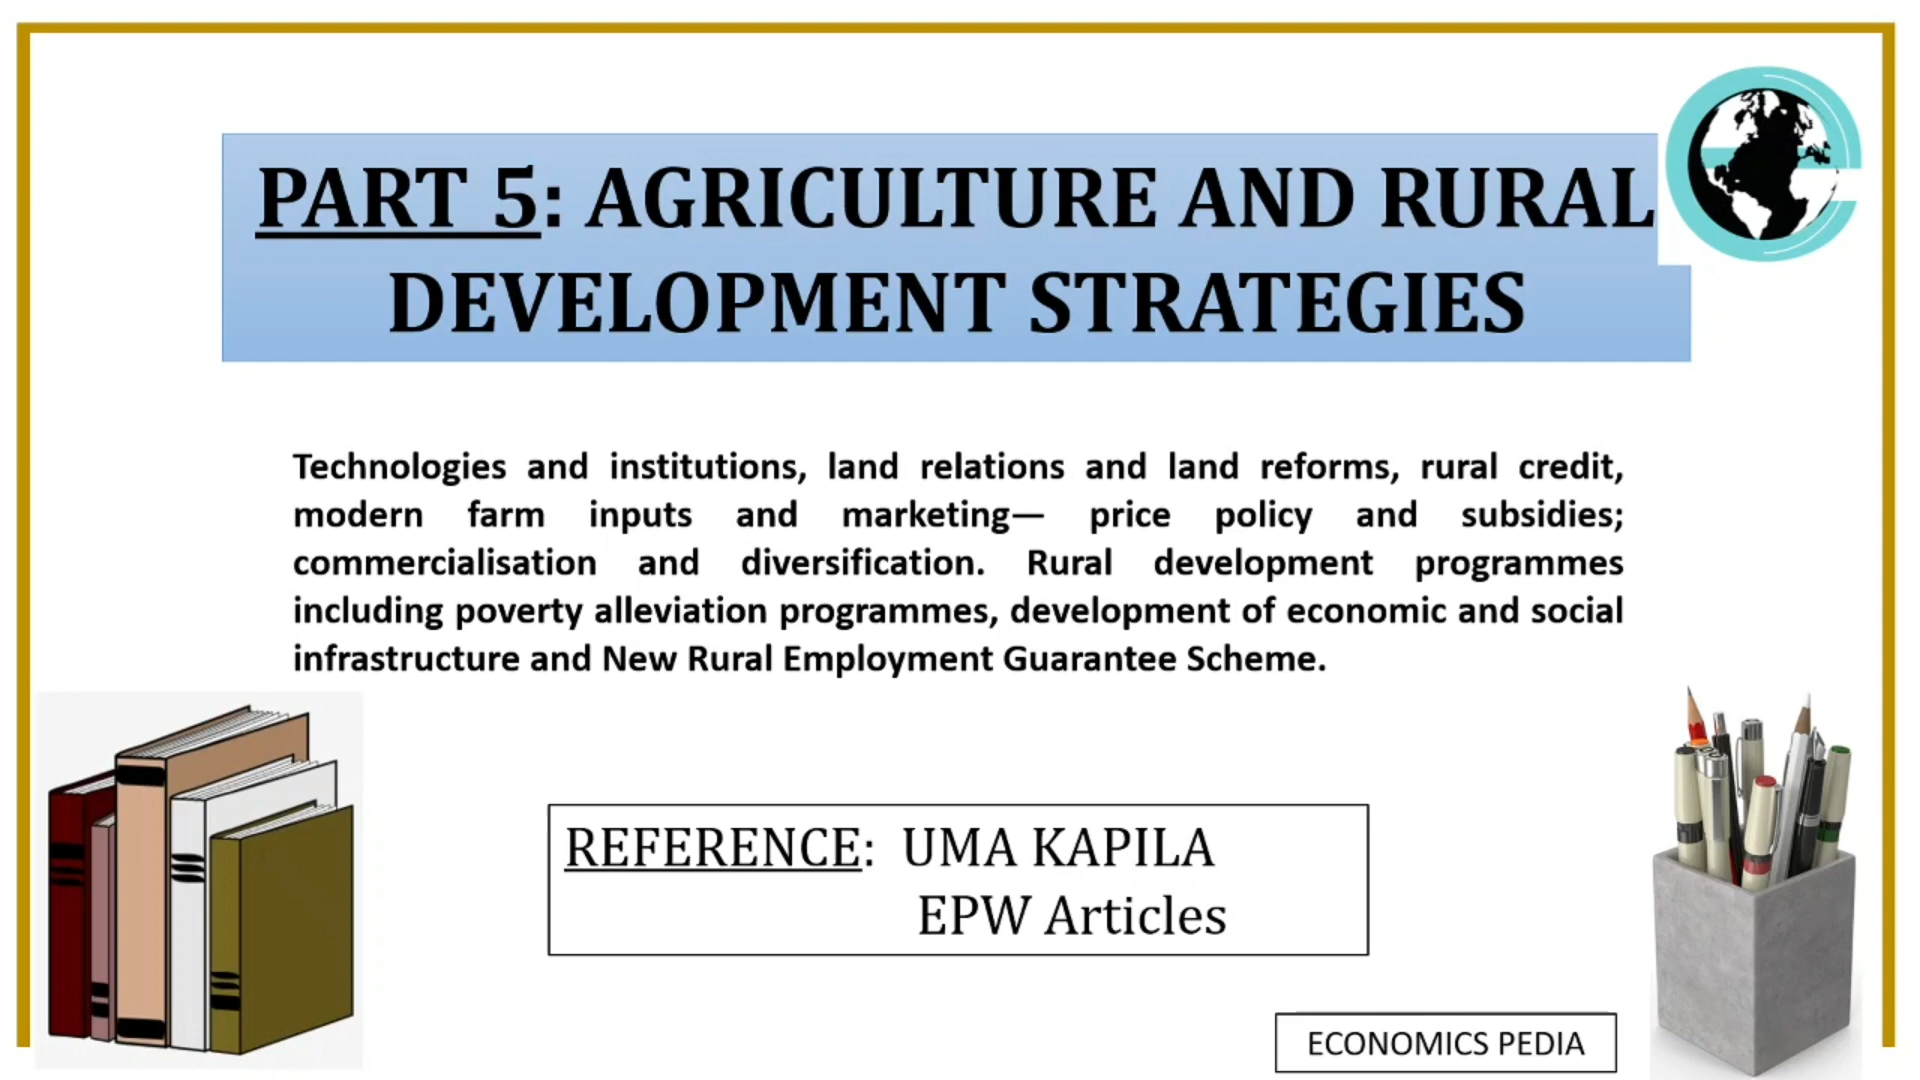 PART 5: AGRICULTURE AND RURAL
DEVELOPMENT STRATEGIES
Technologies and institutions, land relations and land reforms, rural credit,
modern farm inputs and marketing— price policy and subsidies;
commercialisation and diversification. Rural development programmes
including poverty alleviation programmes, development of economic and social
infrastructure and New Rural Employment Guarantee Scheme.
REFERENCE: UMA KAPILA
EPW Articles
ECONOMICS PEDIA